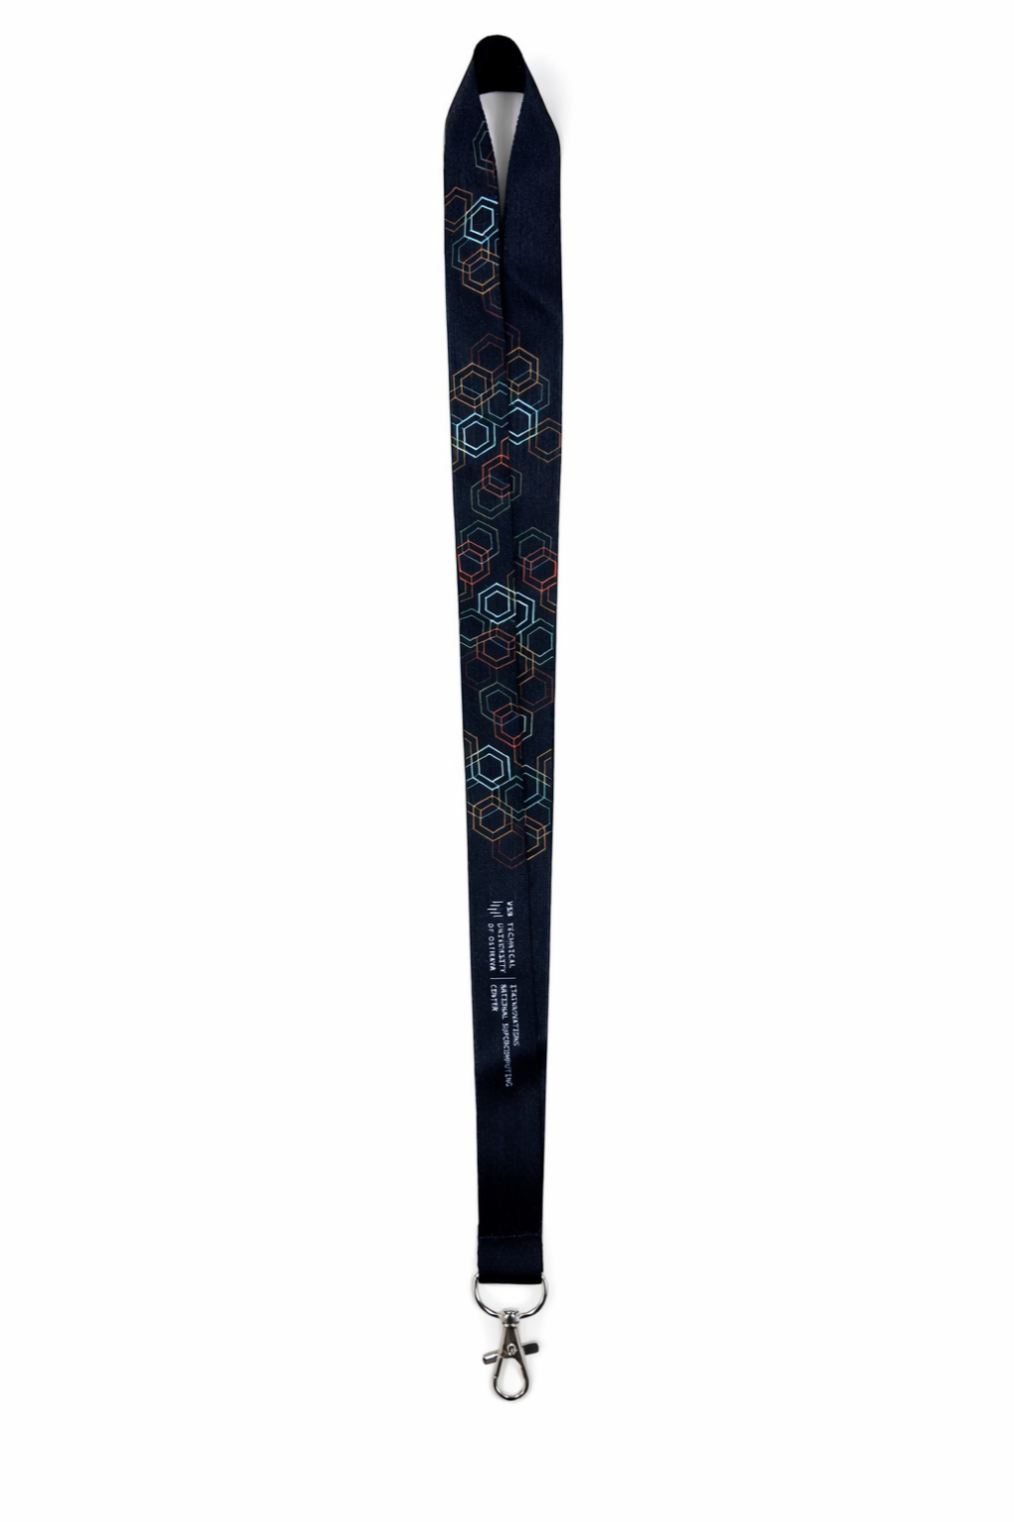 VSB TECHNICAL
UNIVERSITY
OF OSTRAVA
IT4INNOVATIONS
NATIONAL SUPERCOMPUTING
CENTER